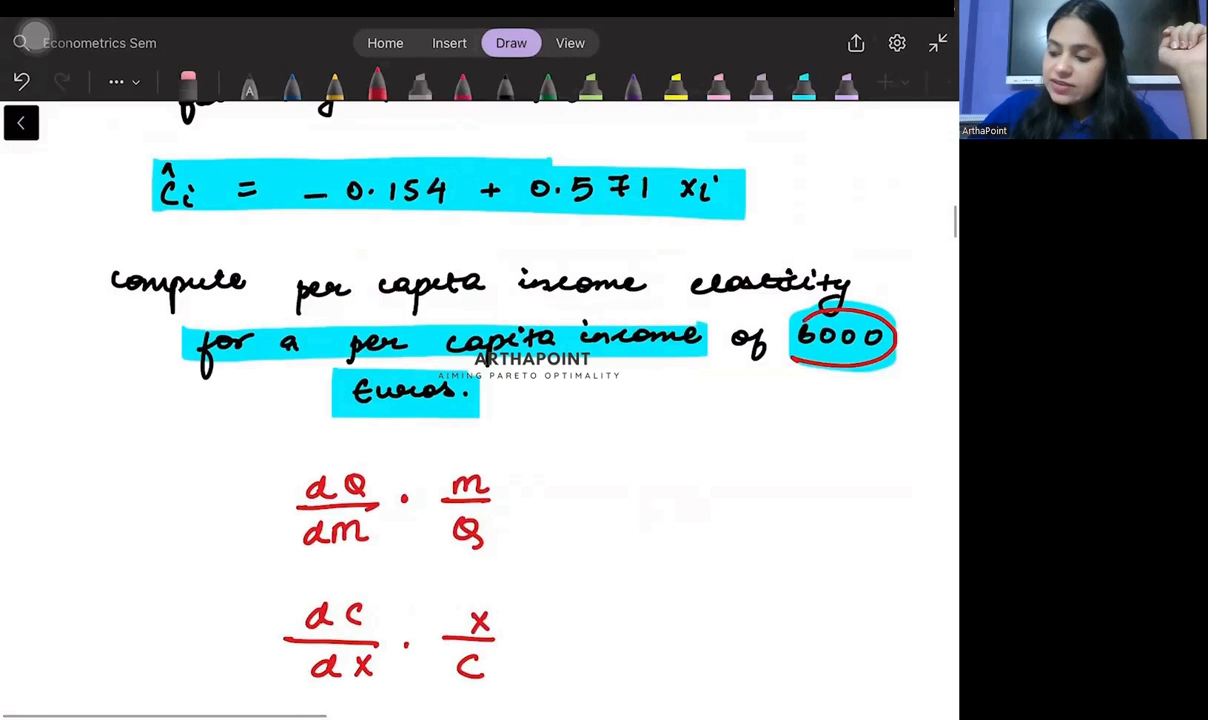 Econometrics Sem
Home Insert Draw View
A
ArthaPoint
Ĉi = - 0.154 + 0.571 xi
compute per capita income elasticity
for a per capita income of 6000
ARTHAPOINT
AIMING PARETO OPTIMALITY
Euros.
dQ/dM · M/Q
dC/dX · X/C